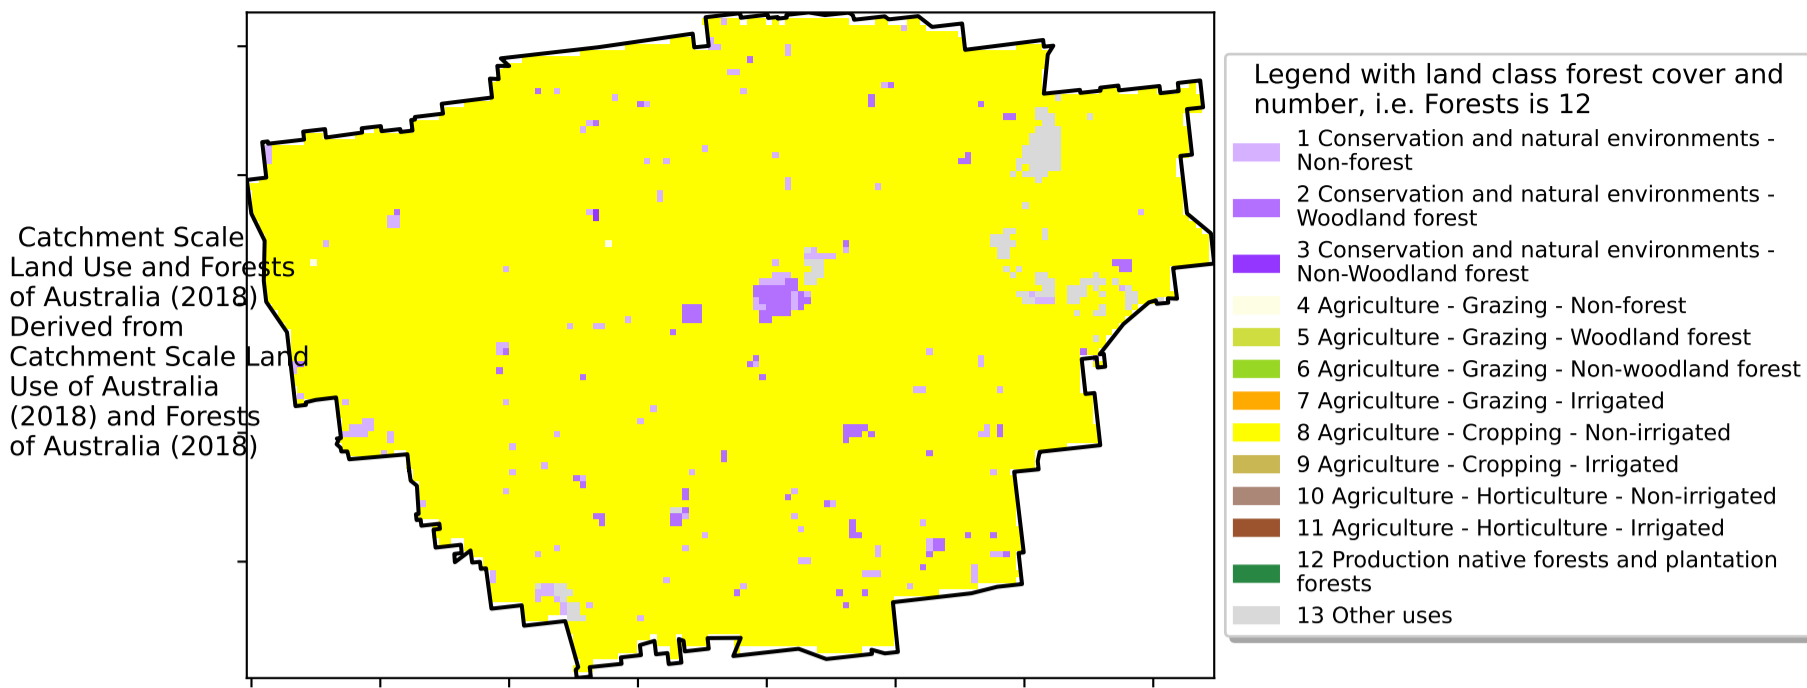 Catchment Scale
Land Use and Forests
of Australia (2018)
Derived from
Catchment Scale Land
Use of Australia
(2018) and Forests
of Australia (2018)
Legend with land class forest cover and
number, i.e. Forests is 12
1 Conservation and natural environments -
Non-forest
2 Conservation and natural environments -
Woodland forest
3 Conservation and natural environments -
Non-Woodland forest
4 Agriculture - Grazing - Non-forest
5 Agriculture - Grazing - Woodland forest
6 Agriculture - Grazing - Non-woodland forest
7 Agriculture - Grazing - Irrigated
8 Agriculture - Cropping - Non-irrigated
9 Agriculture - Cropping - Irrigated
10 Agriculture - Horticulture - Non-irrigated
11 Agriculture - Horticulture - Irrigated
12 Production native forests and plantation
forests
13 Other uses